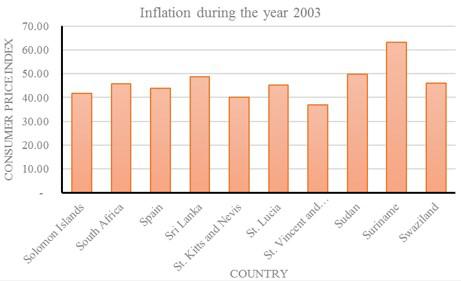 Inflation during the year 2003
CONSUMER PRICE INDEX
70.00
60.00
50.00
40.00
30.00
20.00
10.00
-
Solomon Islands
South Africa
Spain
Sri Lanka
St. Kitts and Nevis
St. Lucia
St. Vincent and…
Sudan
Suriname
Swaziland
COUNTRY